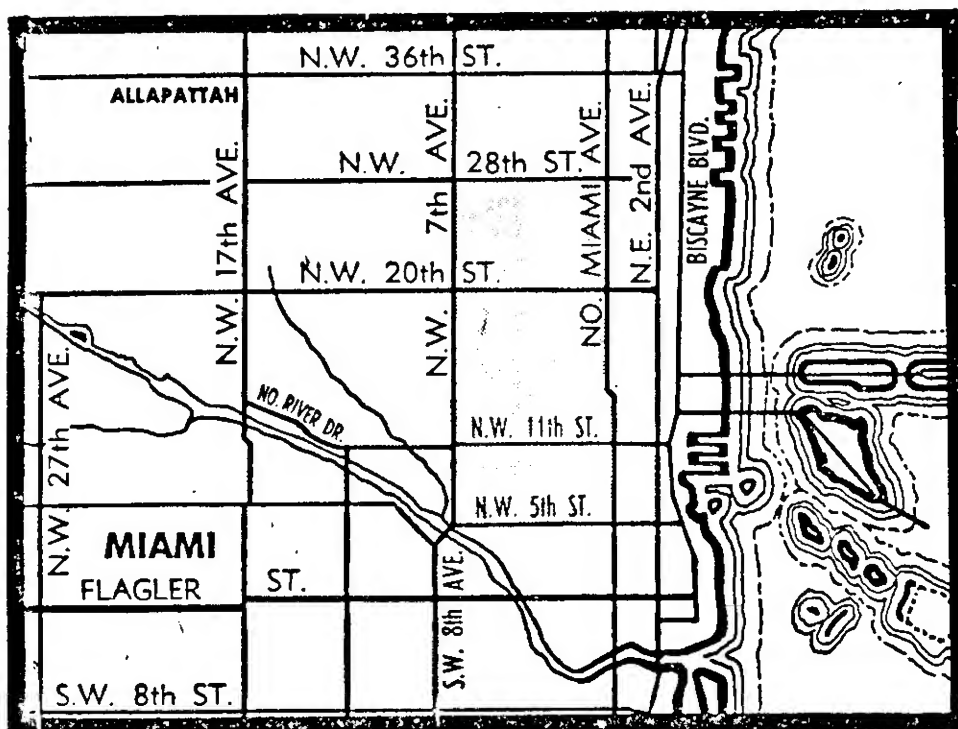 N.W. 36th ST.
ALLAPATTAH
N.W. 28th ST.
N.W. 20th ST.
N.W. 17th AVE.
N.W. 7th AVE.
NO. MIAMI AVE.
N.E. 2nd AVE.
BISCAYNE BLVD.
NO. RIVER DR.
N.W. 11th ST.
N.W. 27th AVE.
N.W. 5th ST.
MIAMI
FLAGLER ST.
S.W. 8th AVE.
S.W. 8th ST.